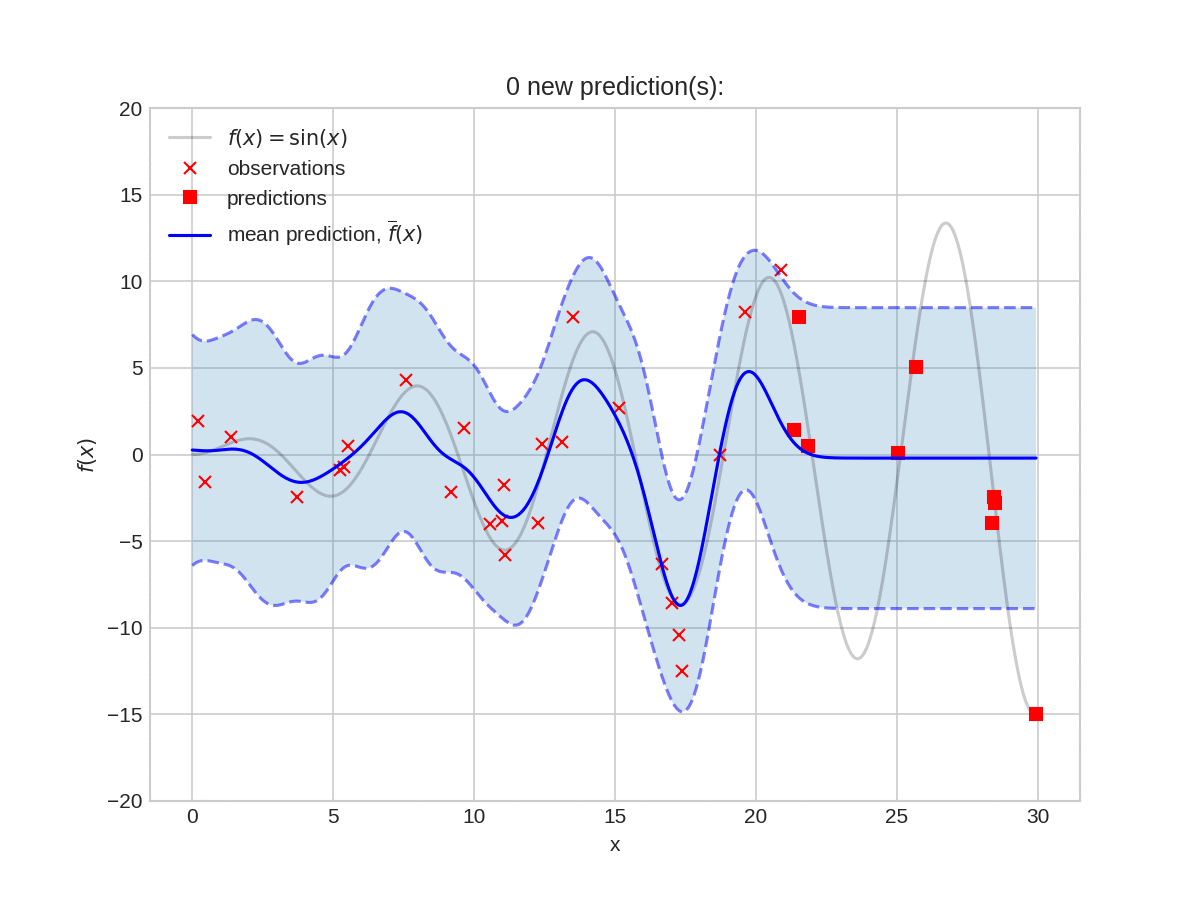 0 new prediction(s):
f(x) = sin(x)
observations
predictions
mean prediction, f̄(x)
20
15
10
5
0
−5
−10
−15
−20
f(x)
0 5 10 15 20 25 30
x